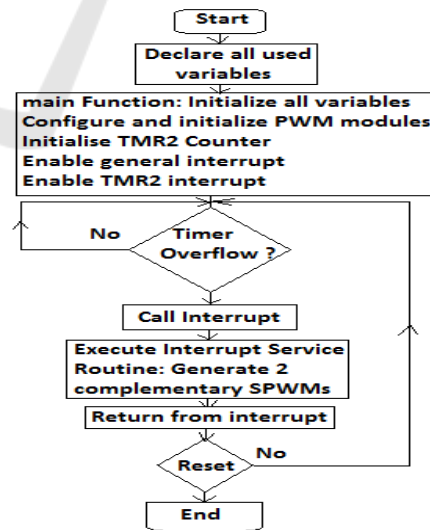 Start
Declare all used
variables
main Function: Initialize all variables
Configure and initialize PWM modules
Initialise TMR2 Counter
Enable general interrupt
Enable TMR2 interrupt
No
Timer
Overflow ?
Call Interrupt
Execute Interrupt Service
Routine: Generate 2
complementary SPWMs
Return from interrupt
No
Reset
End